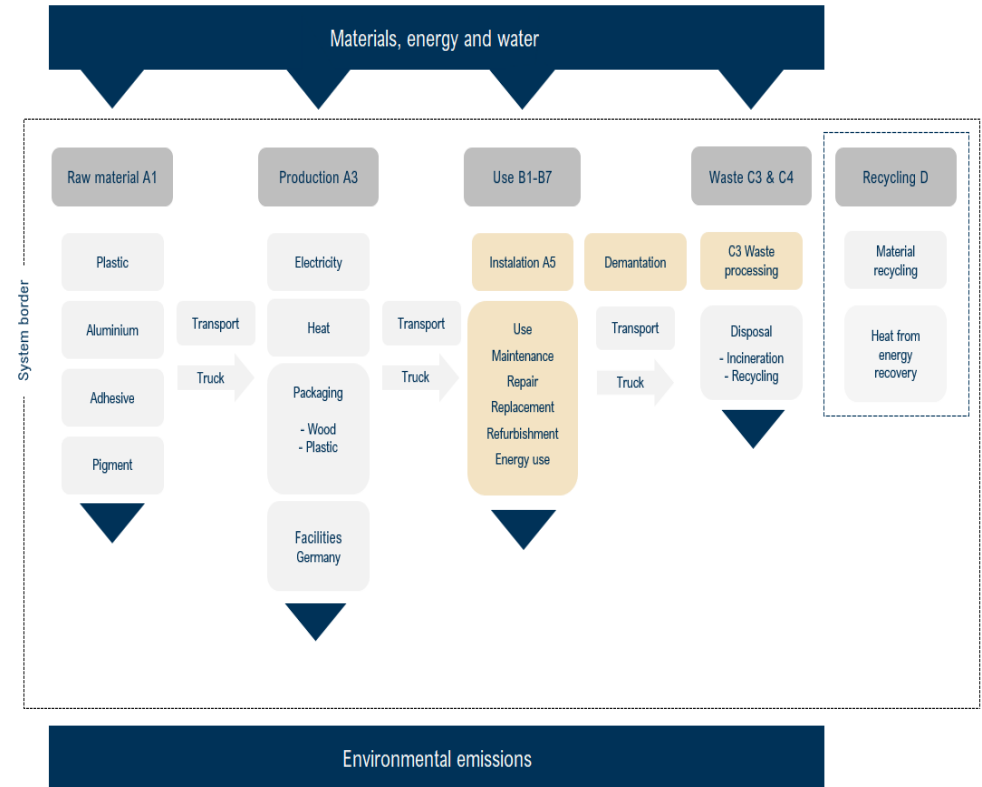 Materials, energy and water
System border
Raw material A1
Plastic
Aluminium
Adhesive
Pigment
Transport
Truck
Production A3
Electricity
Heat
Packaging
- Wood
- Plastic
Facilities
Germany
Transport
Truck
Use B1-B7
Instalation A5
Demantation
Use
Maintenance
Repair
Replacement
Refurbishment
Energy use
Transport
Truck
Waste C3 & C4
C3 Waste
processing
Disposal
- Incineration
- Recycling
Recycling D
Material
recycling
Heat from
energy
recovery
Environmental emissions